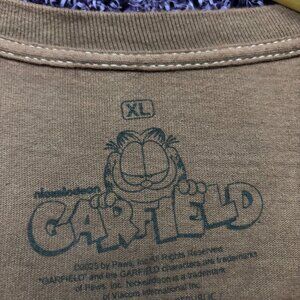 XL
nickelodeon
GARFIELD
©2025 by Paws, Inc. All Rights Reserved.
"GARFIELD" and the GARFIELD characters are trademarks
of Paws, Inc. Nickelodeon is a trademark
of Viacom International Inc.